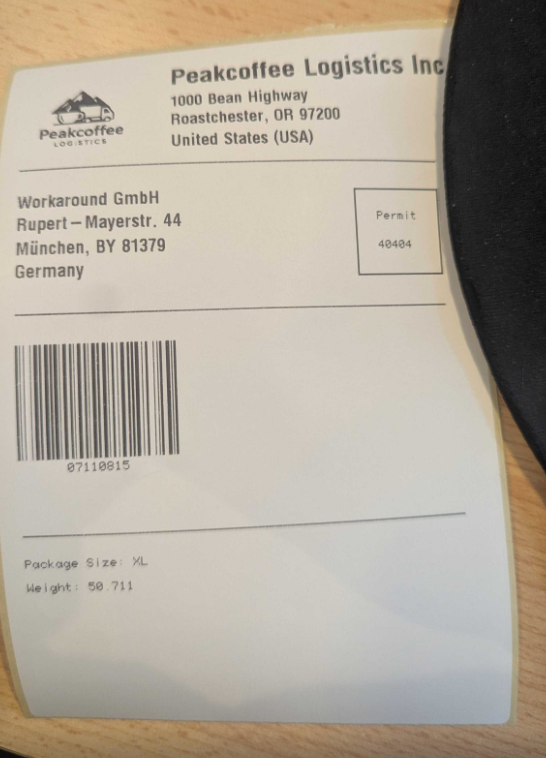 Peakcoffee Logistics Inc
1000 Bean Highway
Roastchester, OR 97200
United States (USA)
Peakcoffee
LOGISTICS
Workaround GmbH
Rupert-Mayerstr. 44
München, BY 81379
Germany
Permit
40404
07110815
Package Size: XL
Weight: 50.711